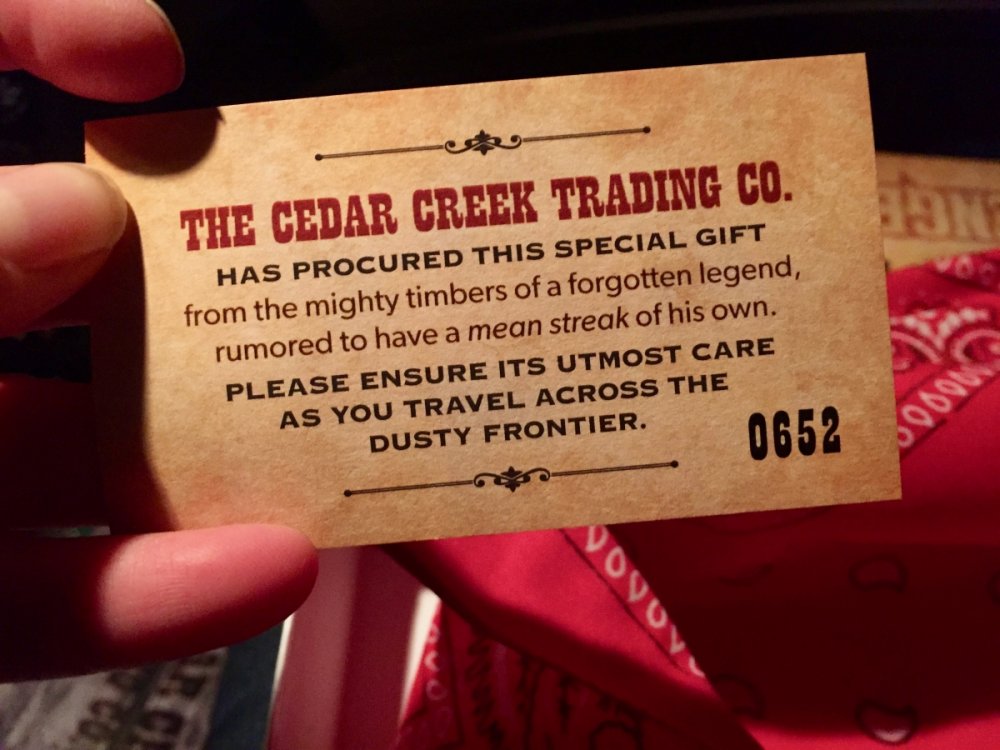 THE CEDAR CREEK TRADING CO.
HAS PROCURED THIS SPECIAL GIFT
from the mighty timbers of a forgotten legend,
rumored to have a mean streak of his own.
PLEASE ENSURE ITS UTMOST CARE
AS YOU TRAVEL ACROSS THE
DUSTY FRONTIER.
0652